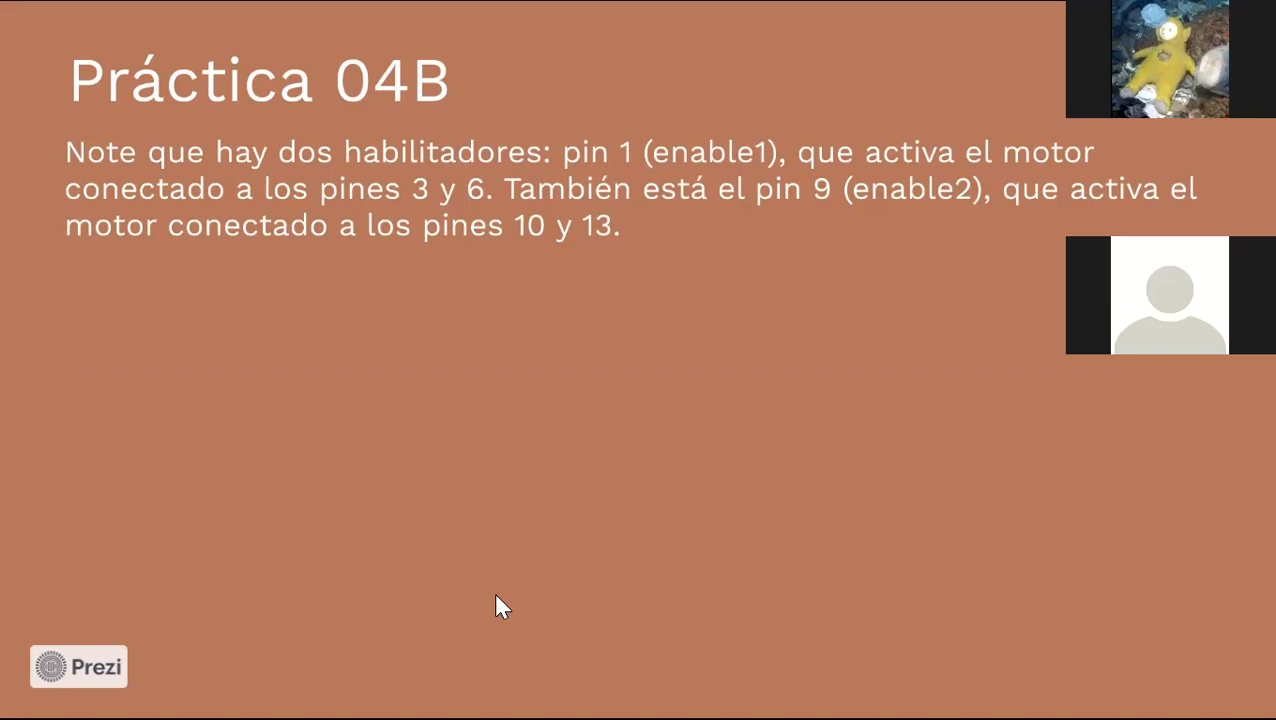 Práctica 04B
Note que hay dos habilitadores: pin 1 (enable1), que activa el motor
conectado a los pines 3 y 6. También está el pin 9 (enable2), que activa el
motor conectado a los pines 10 y 13.
Prezi